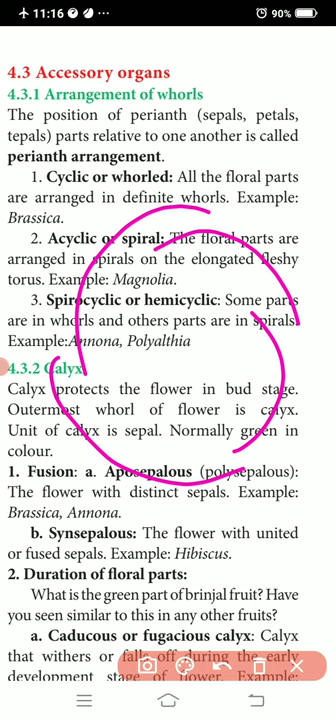 11:16
90%
4.3 Accessory organs
4.3.1 Arrangement of whorls
The position of perianth (sepals, petals,
tepals) parts relative to one another is called
perianth arrangement.
1. Cyclic or whorled: All the floral parts
are arranged in definite whorls. Example:
Brassica.
2. Acyclic or spiral: The floral parts are
arranged in spirals on the elongated fleshy
torus. Example: Magnolia.
3. Spirocyclic or hemicyclic: Some parts
are in whorls and others parts are in spirals.
Example:Annona, Polyalthia
4.3.2 Calyx
Calyx protects the flower in bud stage.
Outermost whorl of flower is calyx.
Unit of calyx is sepal. Normally green in
colour.
1. Fusion: a. Aposepalous (polysepalous):
The flower with distinct sepals. Example:
Brassica, Annona.
b. Synsepalous: The flower with united
or fused sepals. Example: Hibiscus.
2. Duration of floral parts:
What is the green part of brinjal fruit? Have
you seen similar to this in any other fruits?
a. Caducous or fugacious calyx: Calyx
that withers or falls off during the early
development stage of flower. Example: